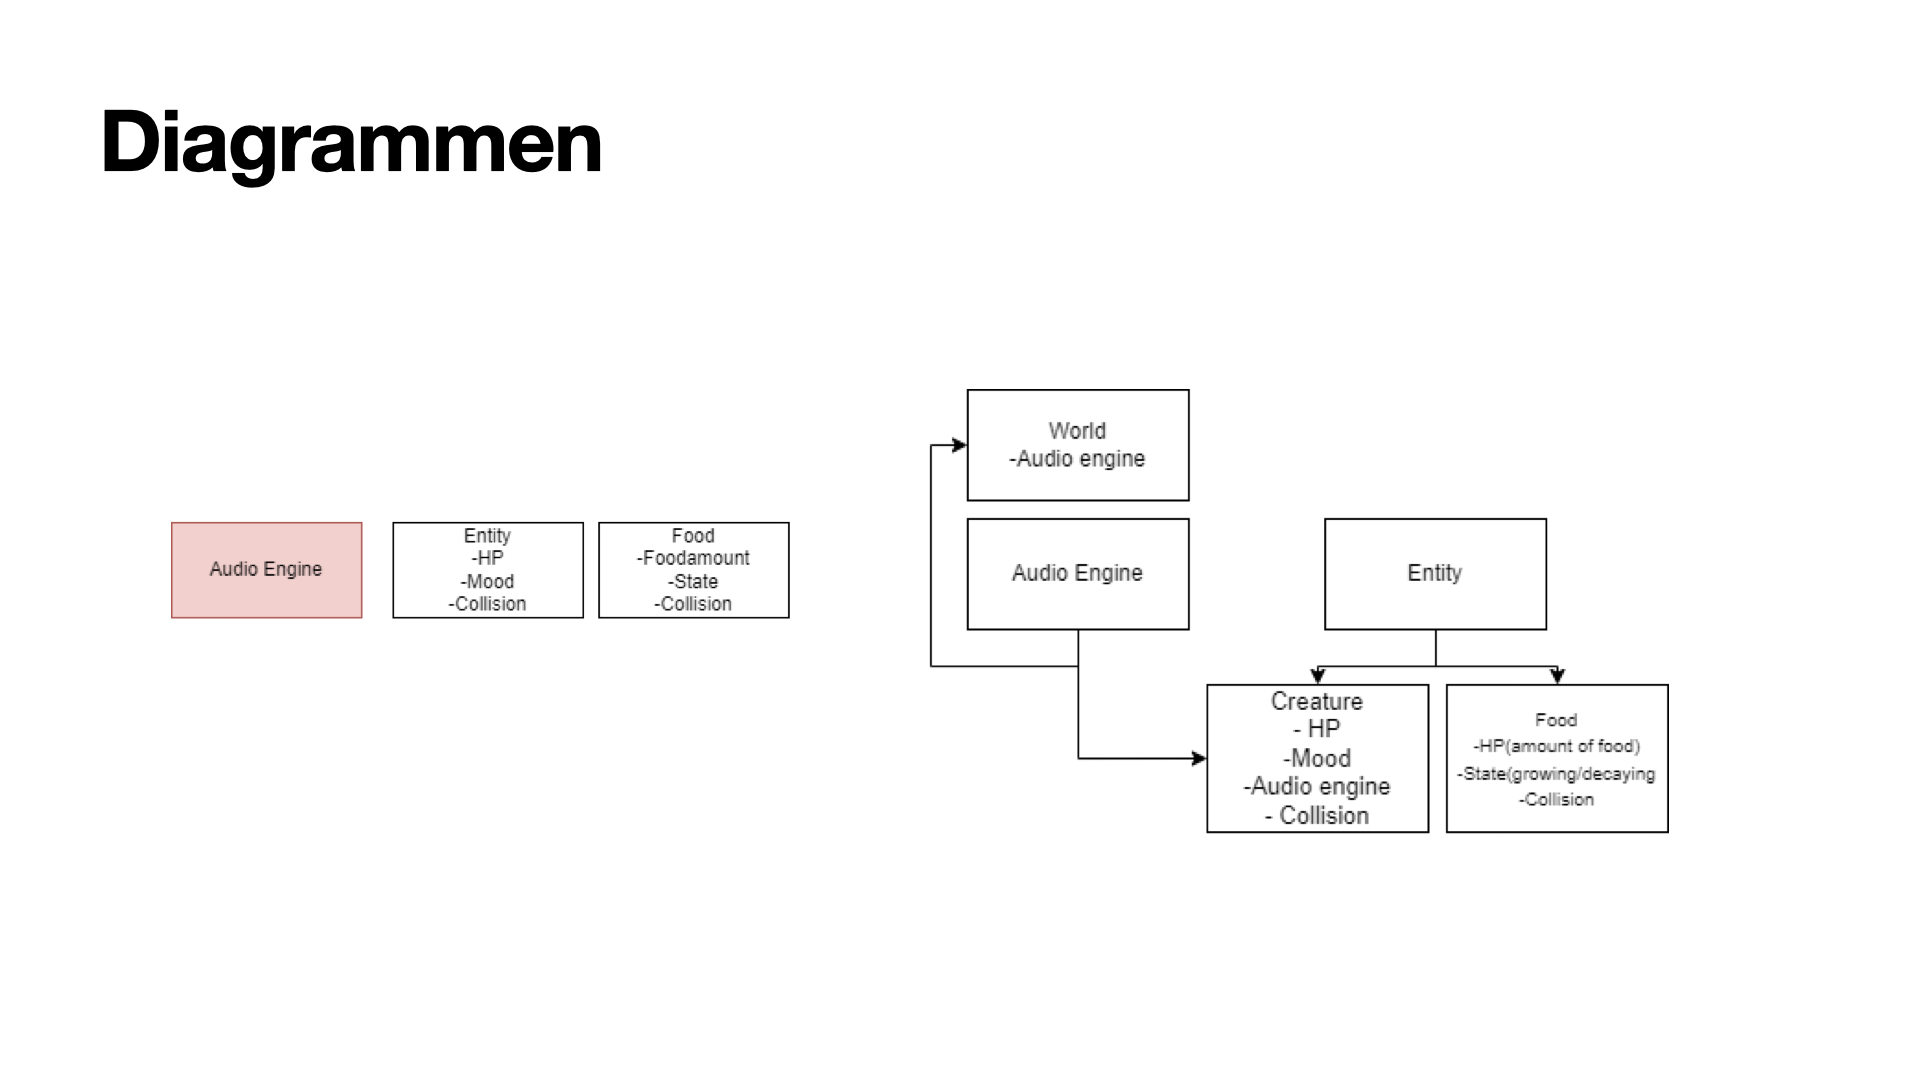 Diagrammen
Audio Engine
Entity
-HP
-Mood
-Collision
Food
-Foodamount
-State
-Collision
World
-Audio engine
Audio Engine
Entity
Creature
- HP
-Mood
-Audio engine
- Collision
Food
-HP(amount of food)
-State(growing/decaying
-Collision